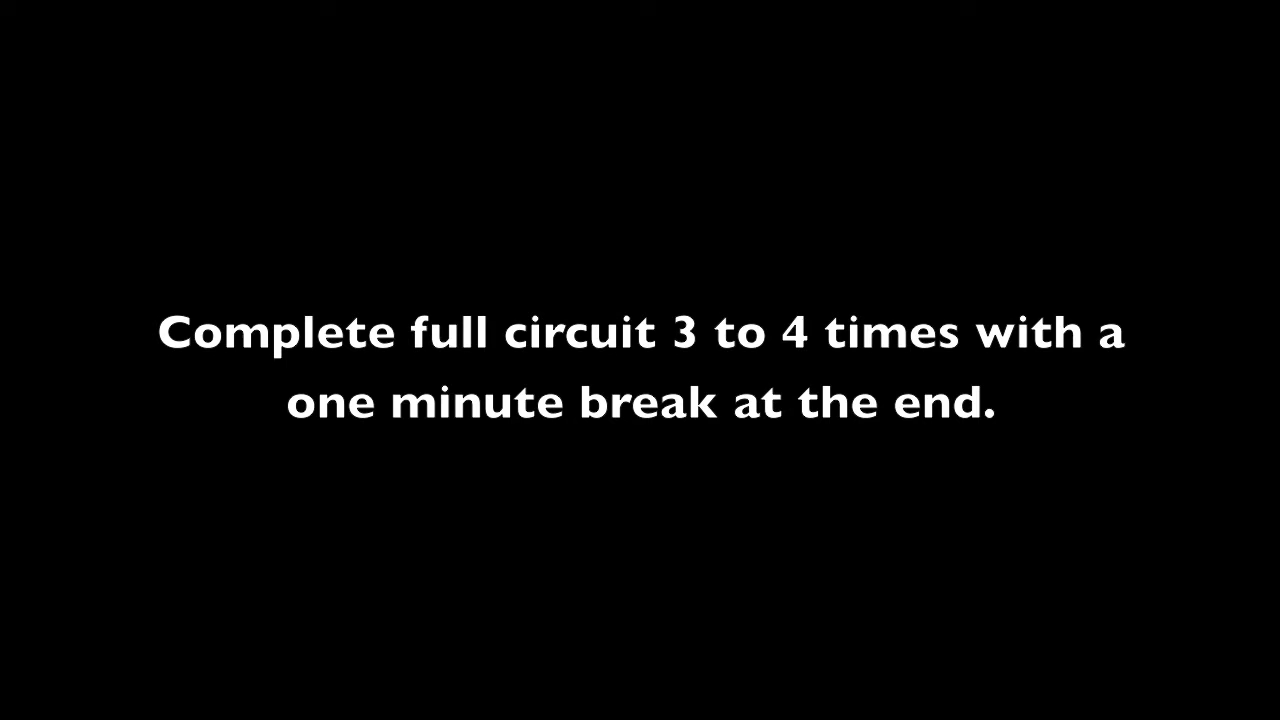 Complete full circuit 3 to 4 times with a
one minute break at the end.